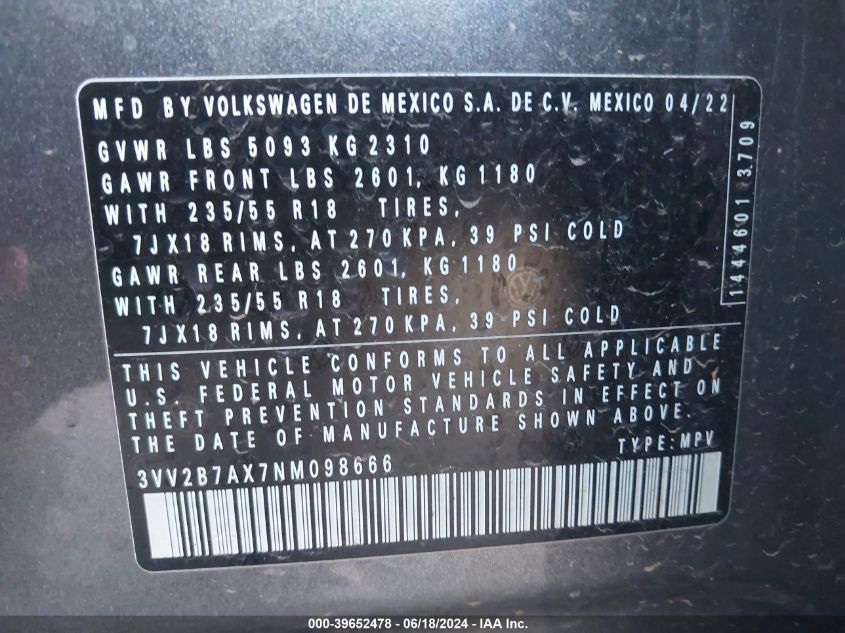 MFD BY VOLKSWAGEN DE MEXICO S.A. DE C.V. MEXICO 04/22
GVWR LBS 5093 KG 2310
GAWR FRONT LBS 2601, KG 1180
WITH 235/55 R18 TIRES,
7JX18 RIMS, AT 270 KPA, 39 PSI COLD
GAWR REAR LBS 2601, KG 1180
WITH 235/55 R18 TIRES,
7JX18 RIMS, AT 270 KPA, 39 PSI COLD
1444601 3.709
THIS VEHICLE CONFORMS TO ALL APPLICABLE
U.S. FEDERAL MOTOR VEHICLE SAFETY AND
THEFT PREVENTION STANDARDS IN EFFECT ON
THE DATE OF MANUFACTURE SHOWN ABOVE.
TYPE: MPV
3VV2B7AX7NM098666
000-39652478 - 06/18/2024 - IAA Inc.